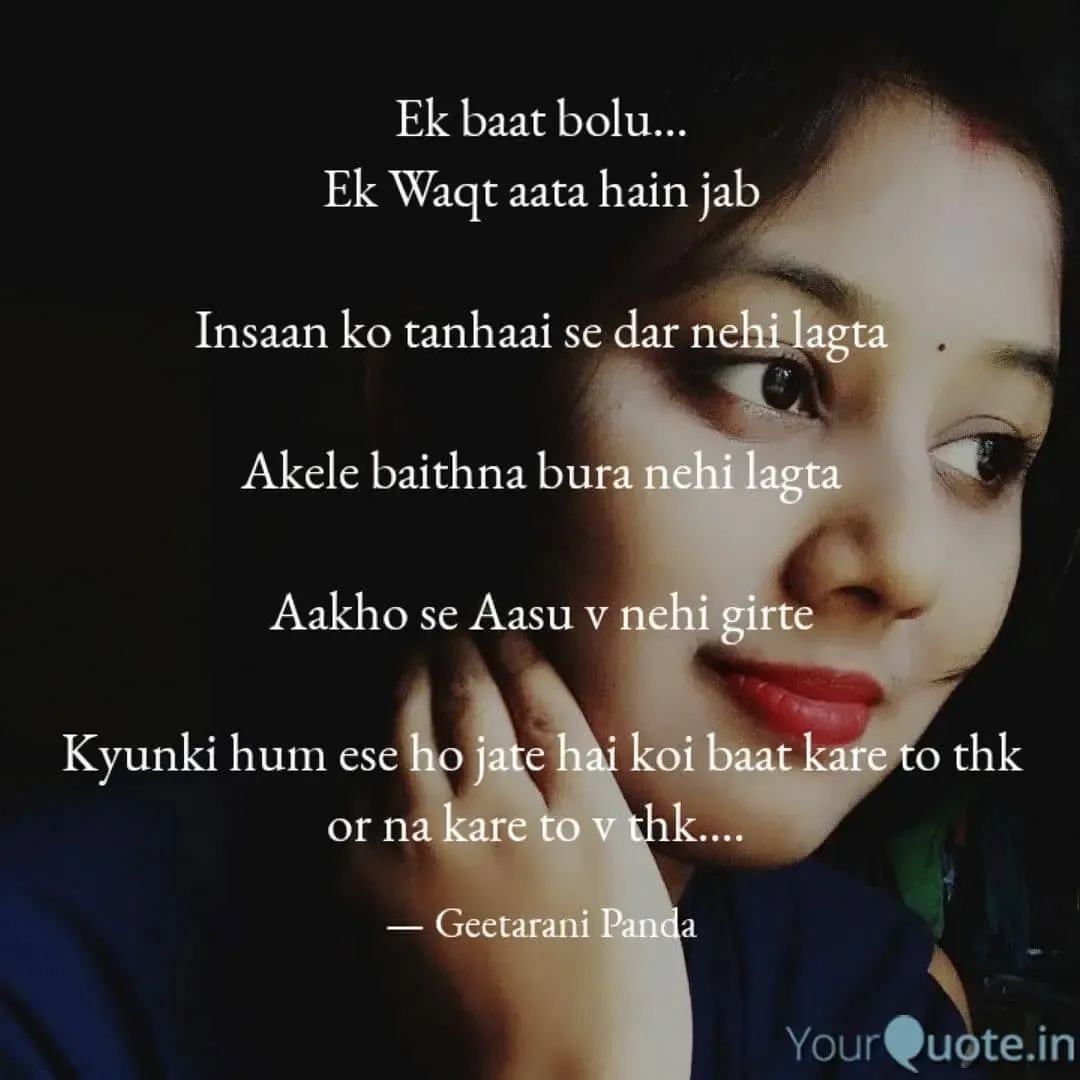 Ek baat bolu...
Ek Waqt aata hain jab
Insaan ko tanhaai se dar nehi lagta
Akele baithna bura nehi lagta
Aakho se Aasu v nehi girte
Kyunki hum ese ho jate hai koi baat kare to thk
or na kare to v thk....
— Geetarani Panda
YourQuote.in